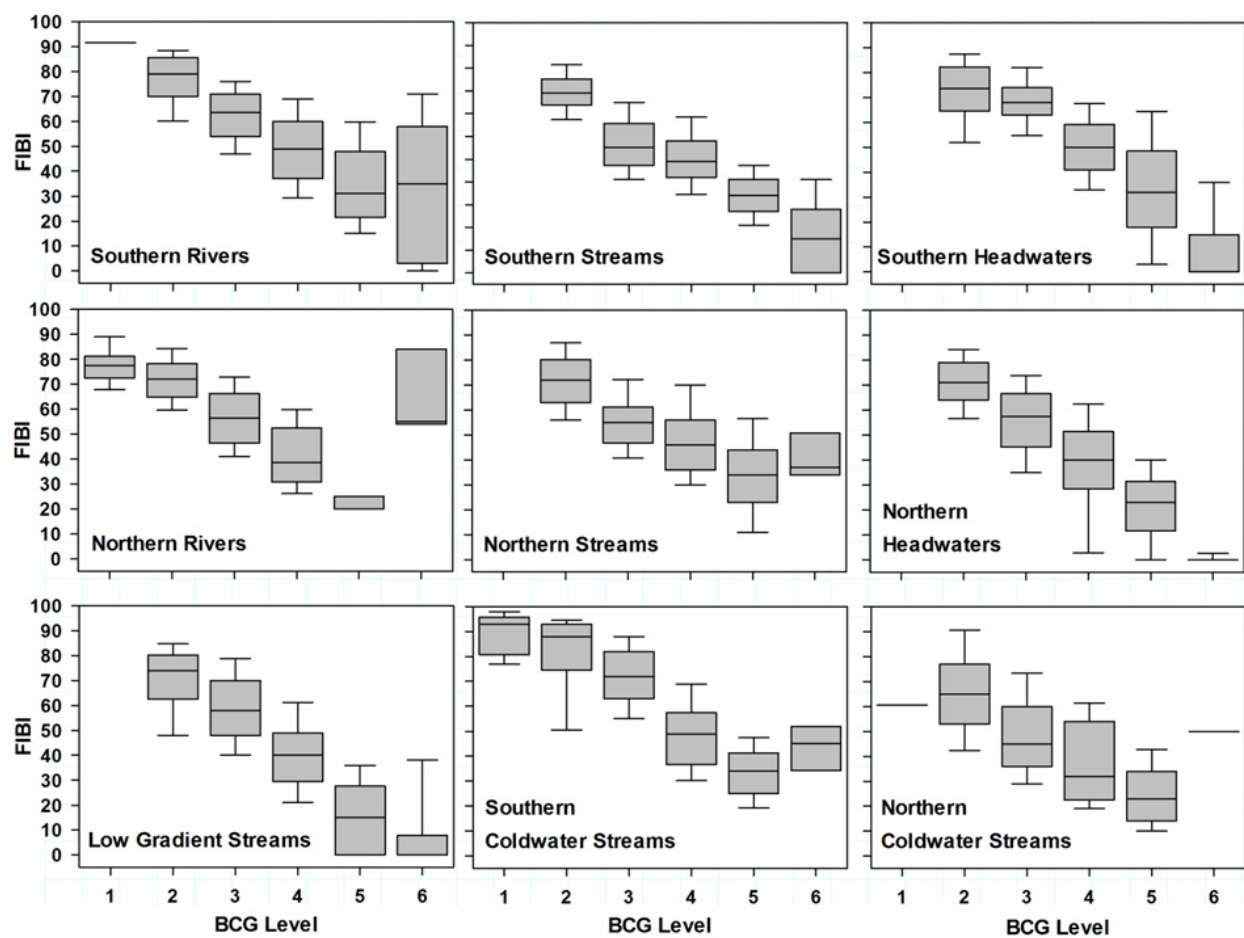 100
90
80
70
60
50
40
30
20
10
0
FIBI
Southern Rivers
Southern Streams
Southern Headwaters
100
90
80
70
60
50
40
30
20
10
0
FIBI
Northern Rivers
Northern Streams
Northern
Headwaters
100
90
80
70
60
50
40
30
20
10
0
FIBI
Low Gradient Streams
Southern
Coldwater Streams
Northern
Coldwater Streams
1 2 3 4 5 6
BCG Level
1 2 3 4 5 6
BCG Level
1 2 3 4 5 6
BCG Level